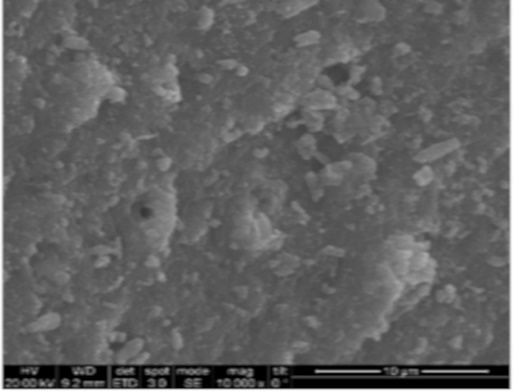 HV WD det spot mode mag tilt 10 µm
20.00 kV 9.2 mm ETD 3.0 SE 10 000 x 0 °